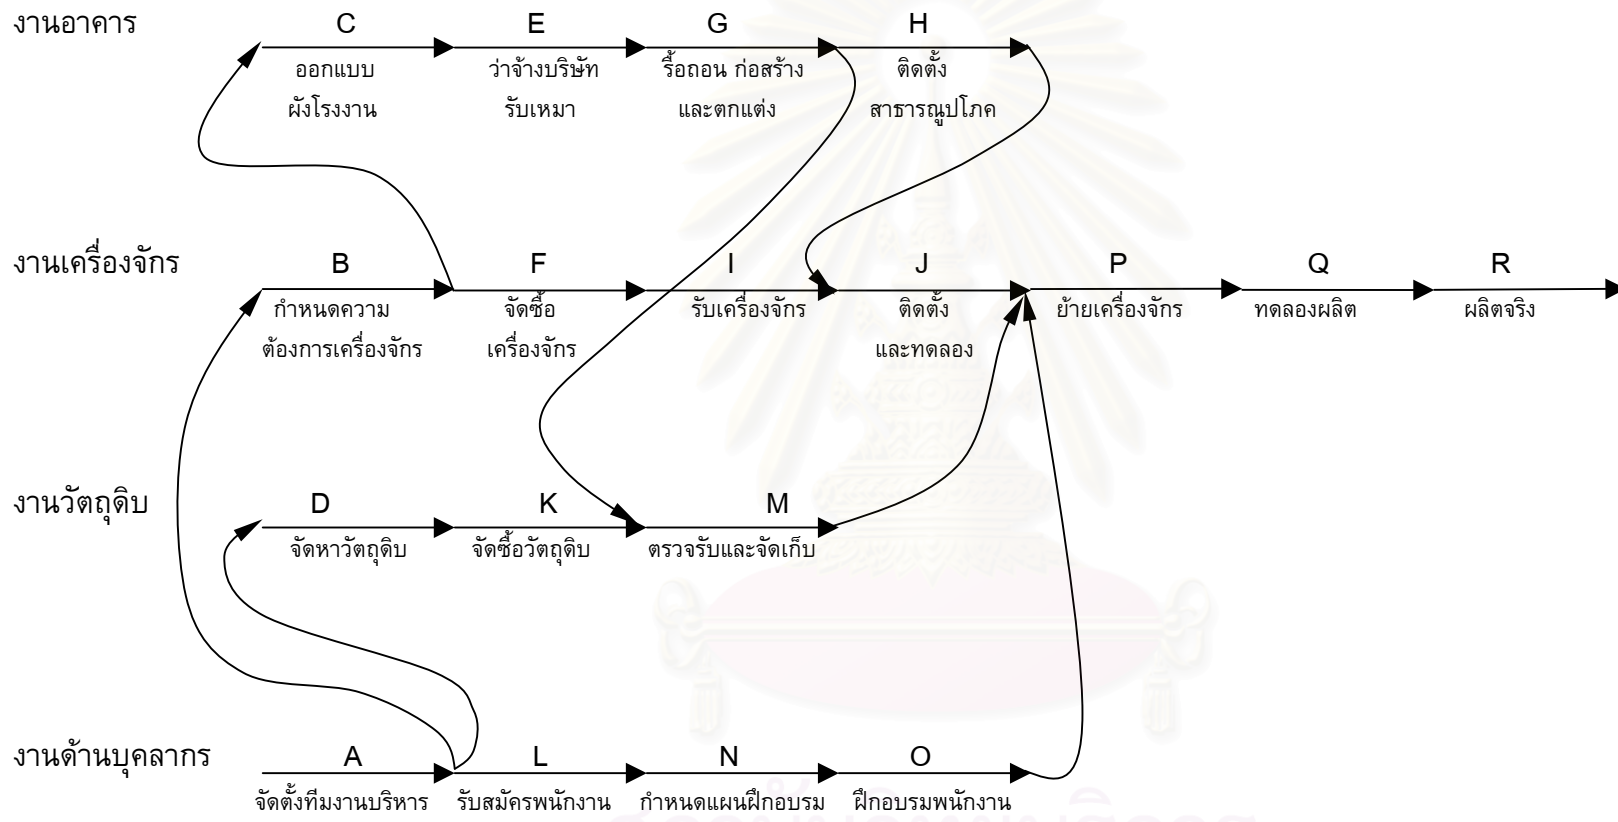 งานอาคาร
C E G H
ออกแบบ ว่าจ้างบริษัท รื้อถอน ก่อสร้าง ติดตั้ง
ผังโรงงาน รับเหมา และตกแต่ง สาธารณูปโภค
งานเครื่องจักร
B F I J P Q R
กำหนดความ จัดซื้อ รับเครื่องจักร ติดตั้ง ย้ายเครื่องจักร ทดลองผลิต ผลิตจริง
ต้องการเครื่องจักร เครื่องจักร และทดลอง
งานวัตถุดิบ
D K M
จัดหาวัตถุดิบ จัดซื้อวัตถุดิบ ตรวจรับและจัดเก็บ
งานด้านบุคลากร
A L N O
จัดตั้งทีมงานบริหาร รับสมัครพนักงาน กำหนดแผนฝึกอบรม ฝึกอบรมพนักงาน